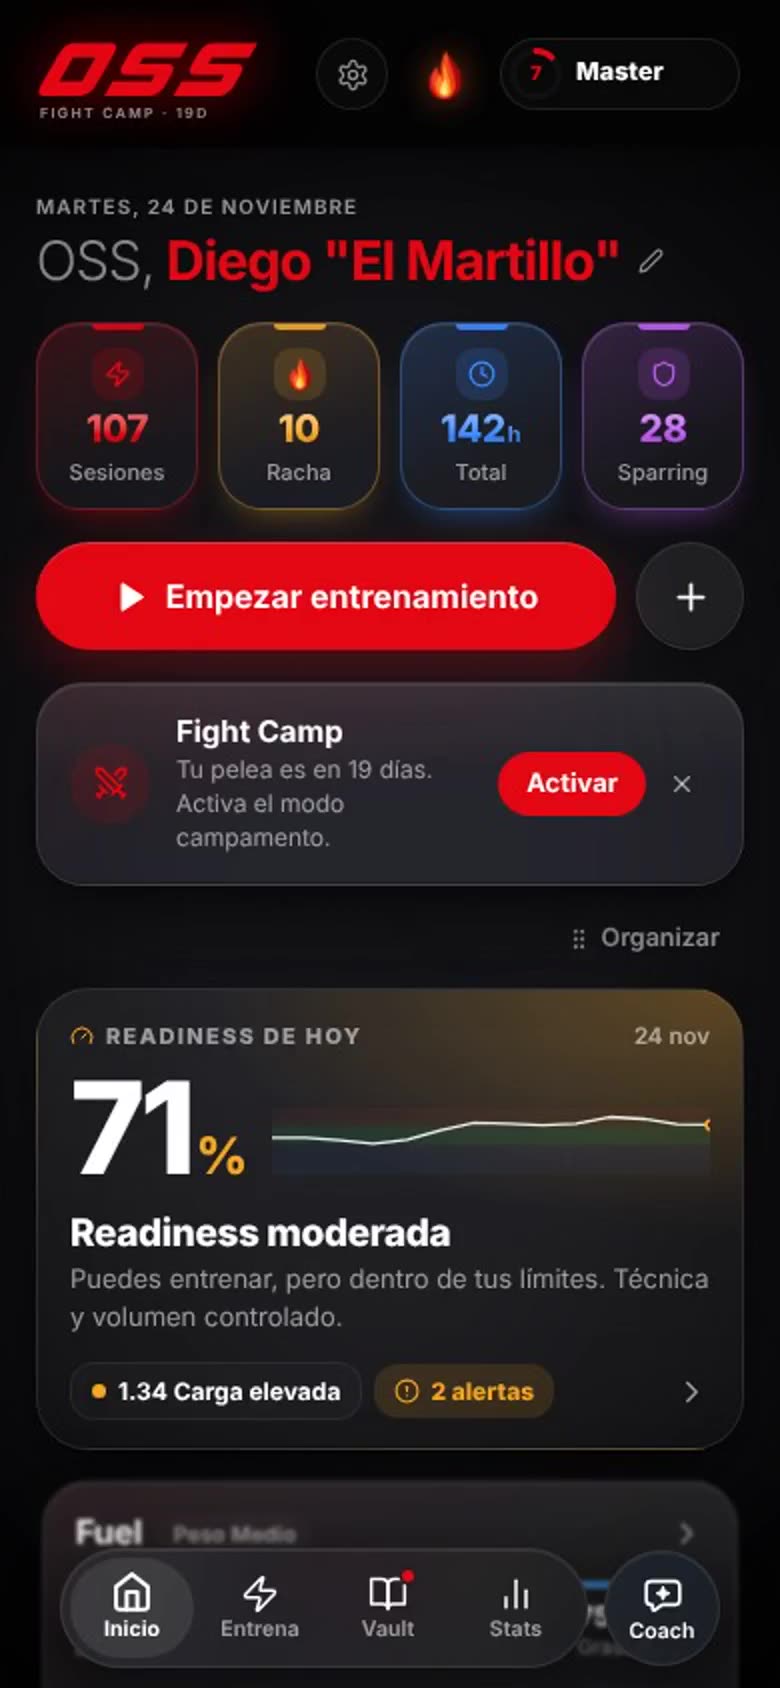 OSS
FIGHT CAMP · 19D
7
Master
MARTES, 24 DE NOVIEMBRE
OSS, Diego "El Martillo"
107
Sesiones
10
Racha
142h
Total
28
Sparring
Empezar entrenamiento
Fight Camp
Tu pelea es en 19 días.
Activa el modo
campamento.
Activar
Organizar
READINESS DE HOY
24 nov
71%
Readiness moderada
Puedes entrenar, pero dentro de tus límites. Técnica
y volumen controlado.
1.34 Carga elevada
2 alertas
Fuel
Peso Medio
Inicio
Entrena
Vault
Stats
Coach